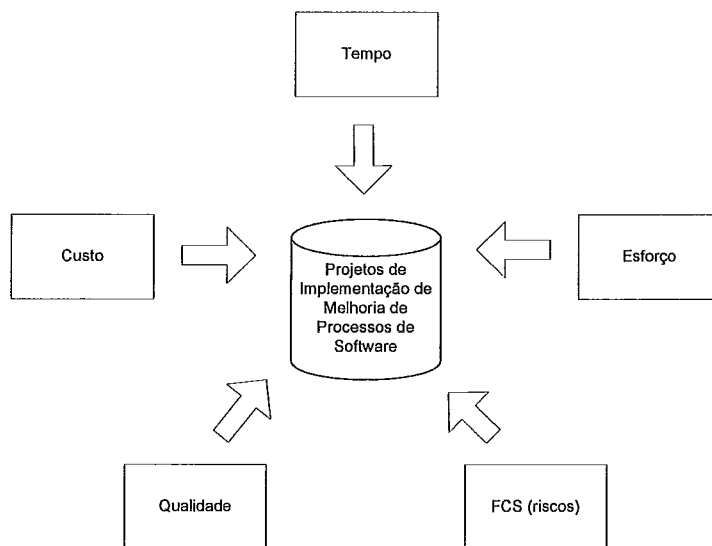 Tempo
Custo
Projetos de
Implementação de
Melhoria de
Processos de
Software
Esforço
Qualidade
FCS (riscos)